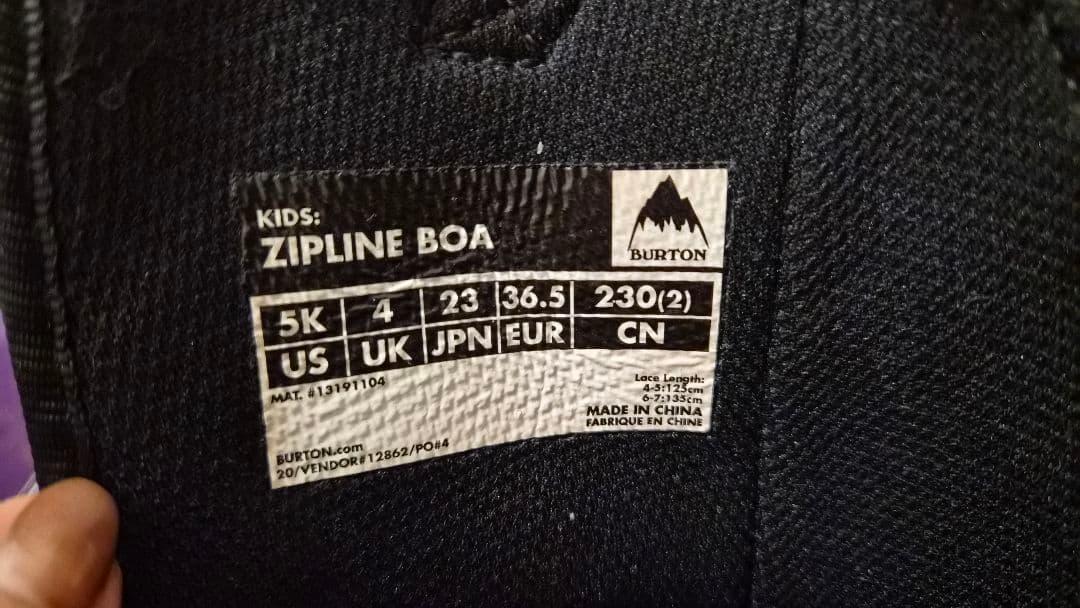 KIDS:
ZIPLINE BOA
BURTON
5K 4 23 36.5 230(2)
US UK JPN EUR CN
MAT. #13191104
Lace Length:
4-5:125cm
6-7:135cm
MADE IN CHINA
FABRIQUE EN CHINE
BURTON.com
20/VENDOR#12862/PO#4